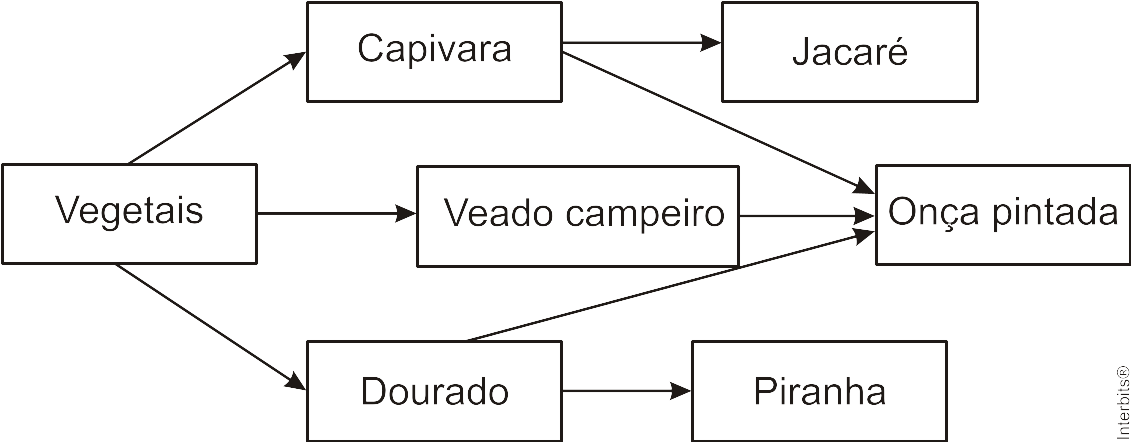 Capivara
Jacaré
Vegetais
Veado campeiro
Onça pintada
Dourado
Piranha
Interbits®